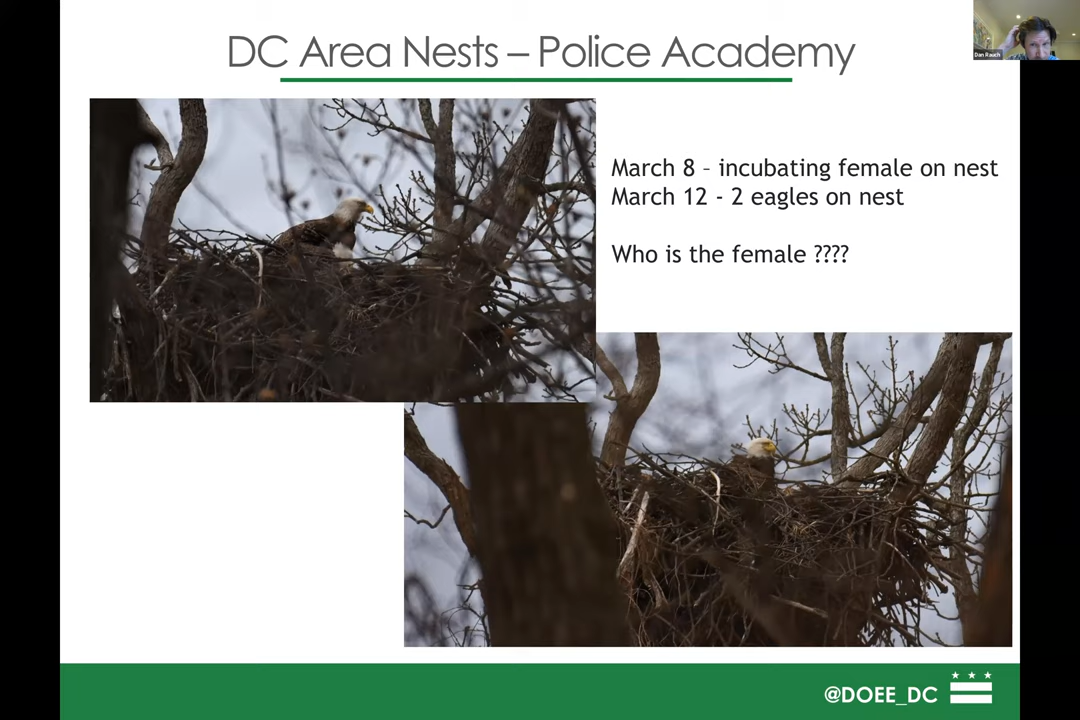 DC Area Nests – Police Academy
Dan Rauch
March 8 - incubating female on nest
March 12 - 2 eagles on nest
Who is the female ????
@DOEE_DC